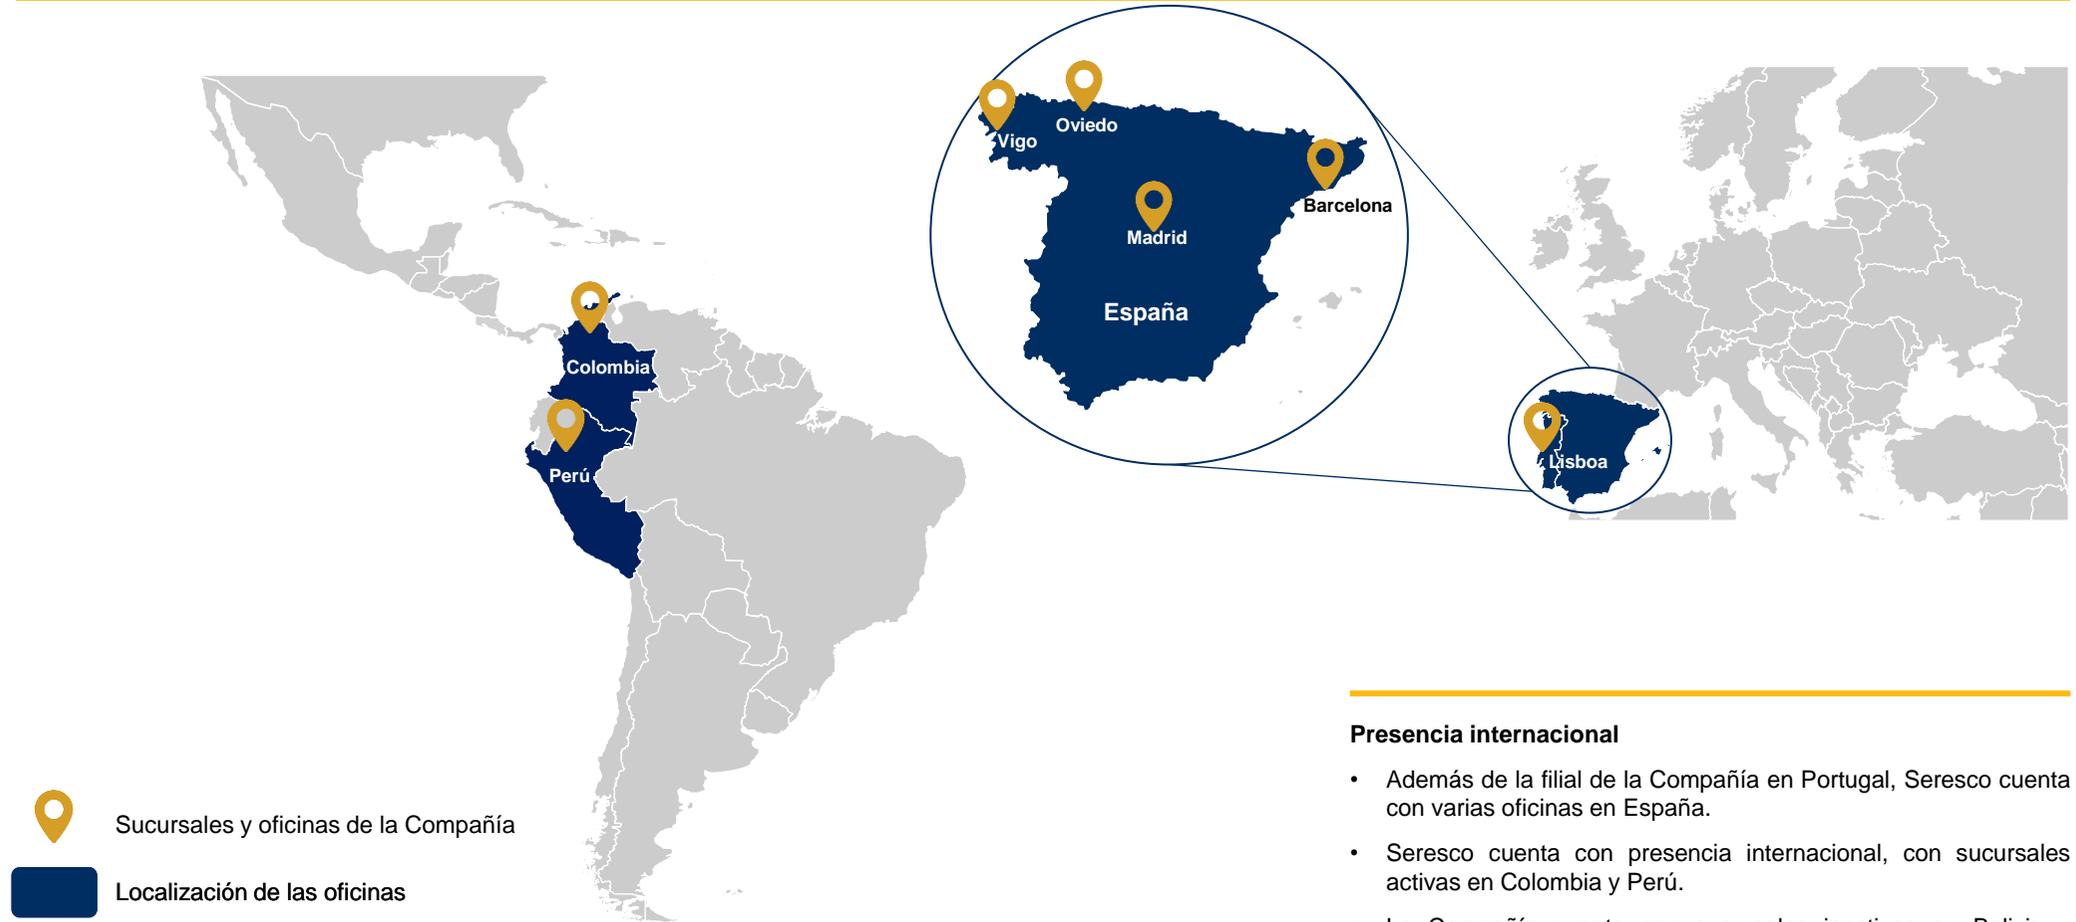 Vigo
Oviedo
Barcelona
Madrid
España
Colombia
Perú
Lisboa
Sucursales y oficinas de la Compañía
Localización de las oficinas
Presencia internacional
• Además de la filial de la Compañía en Portugal, Seresco cuenta
con varias oficinas en España.
• Seresco cuenta con presencia internacional, con sucursales
activas en Colombia y Perú.